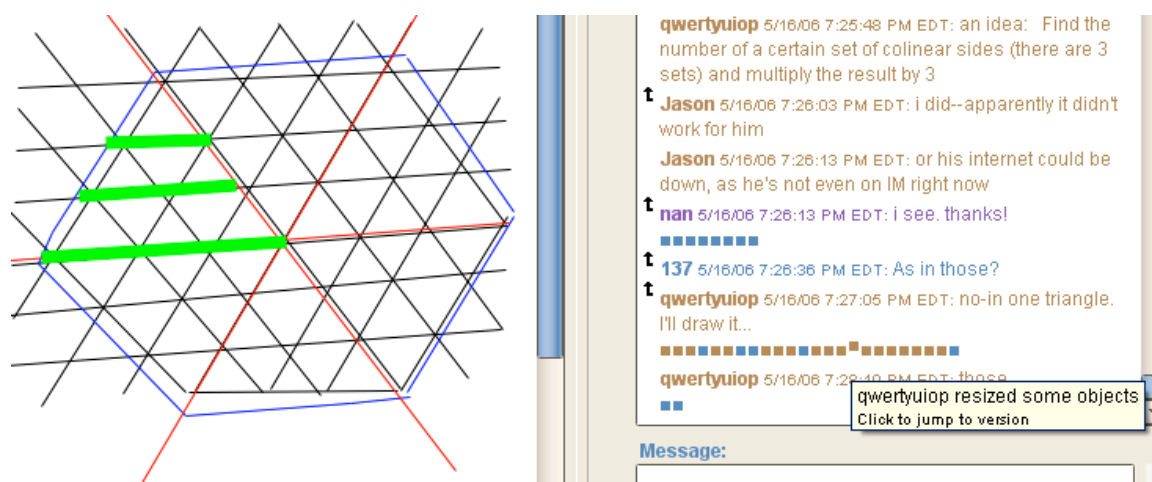 qwertyuiop 5/16/06 7:25:48 PM EDT: an idea: Find the
number of a certain set of colinear sides (there are 3
sets) and multiply the result by 3
Jason 5/16/06 7:26:03 PM EDT: i did--apparently it didn't
work for him
Jason 5/16/06 7:26:13 PM EDT: or his internet could be
down, as he's not even on IM right now
nan 5/16/06 7:26:13 PM EDT: i see. thanks!
137 5/16/06 7:26:36 PM EDT: As in those?
qwertyuiop 5/16/06 7:27:05 PM EDT: no-in one triangle.
I'll draw it...
qwertyuiop 5/16/06 7:28:40 PM EDT: those
qwertyuiop resized some objects
Click to jump to version
Message: